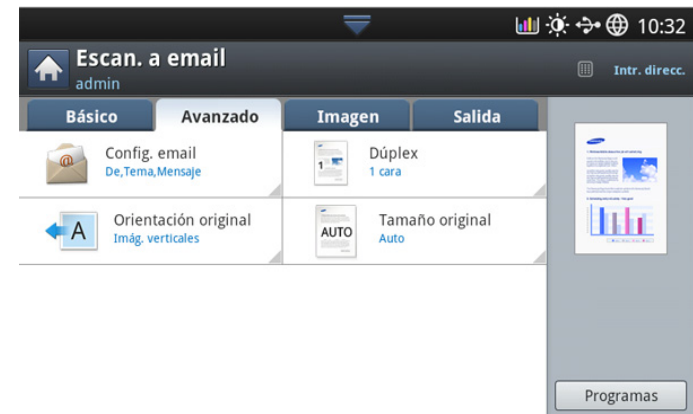 10:32
Escan. a email
admin
Intr. direcc.
Básico
Avanzado
Imagen
Salida
Config. email
De,Tema,Mensaje
Dúplex
1 cara
Orientación original
Imág. verticales
Tamaño original
Auto
A
AUTO
1
Programas